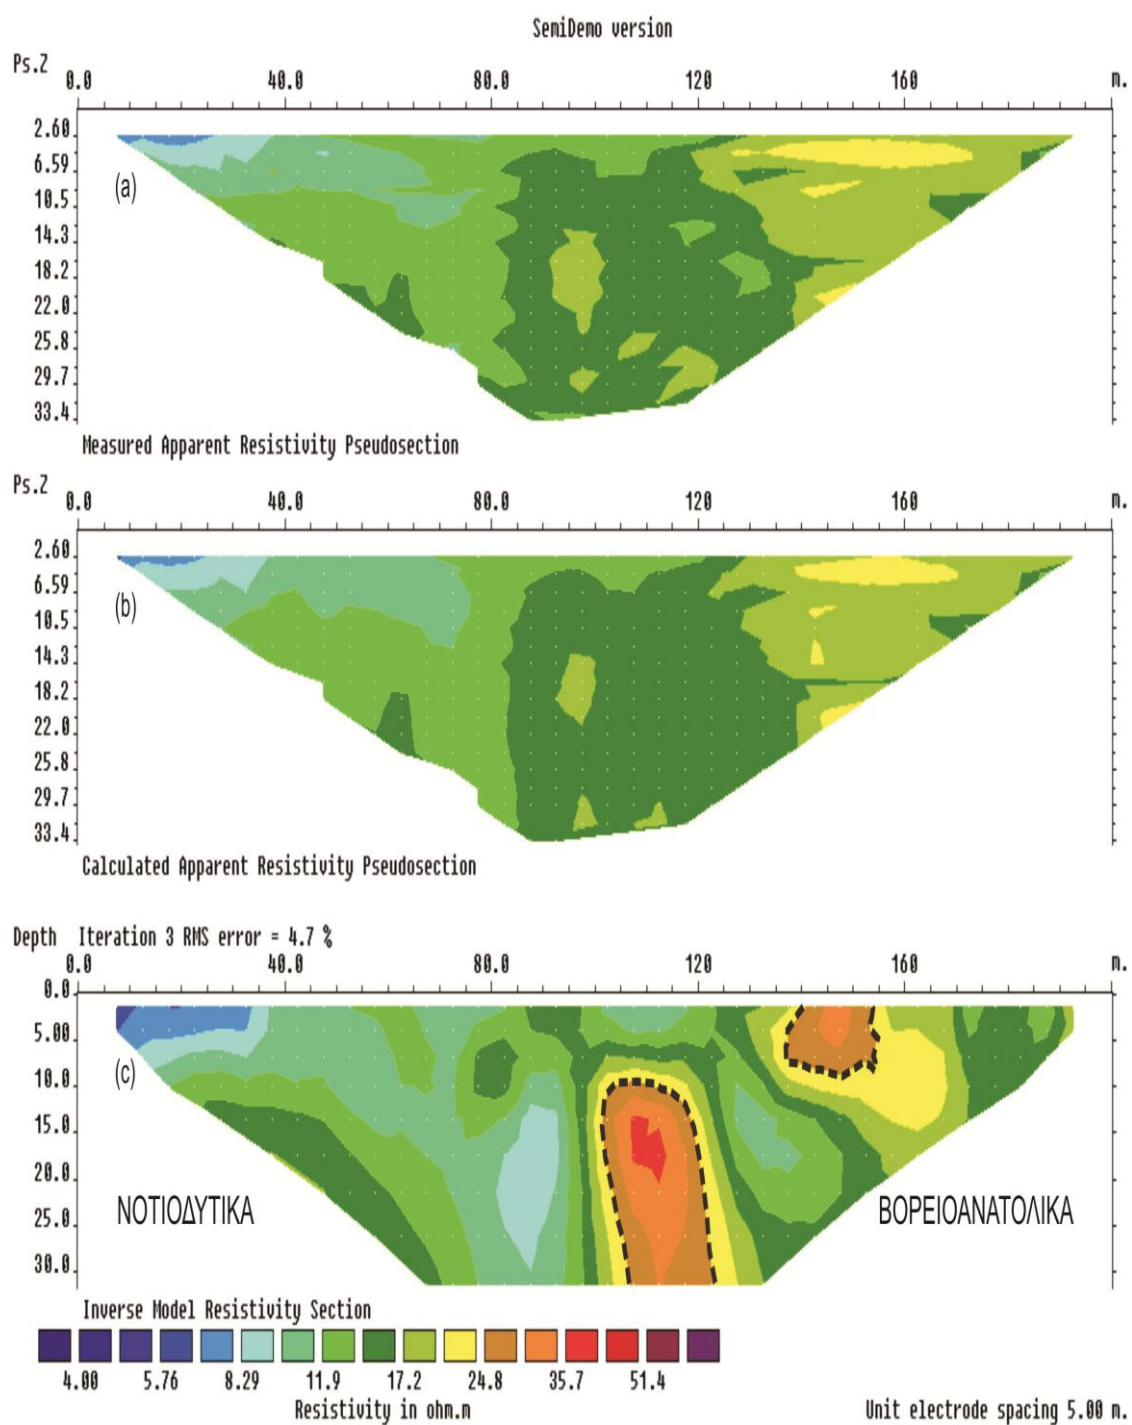 SemiDemo version
Ps.Z 0.0 40.0 80.0 120 160 m.
2.60
6.59
10.5
14.3
18.2
22.0
25.8
29.7
33.4
(a)
Measured Apparent Resistivity Pseudosection
Ps.Z 0.0 40.0 80.0 120 160 m.
2.60
6.59
10.5
14.3
18.2
22.0
25.8
29.7
33.4
(b)
Calculated Apparent Resistivity Pseudosection
Depth Iteration 3 RMS error = 4.7 %
0.0 40.0 80.0 120 160 m.
0.0
5.00
10.0
15.0
20.0
25.0
30.0
(c)
ΝΟΤΙΟΔΥΤΙΚΑ ΒΟΡΕΙΟΑΝΑΤΟΛΙΚΑ
Inverse Model Resistivity Section
4.00 5.76 8.29 11.9 17.2 24.8 35.7 51.4
Resistivity in ohm.m Unit electrode spacing 5.00 m.